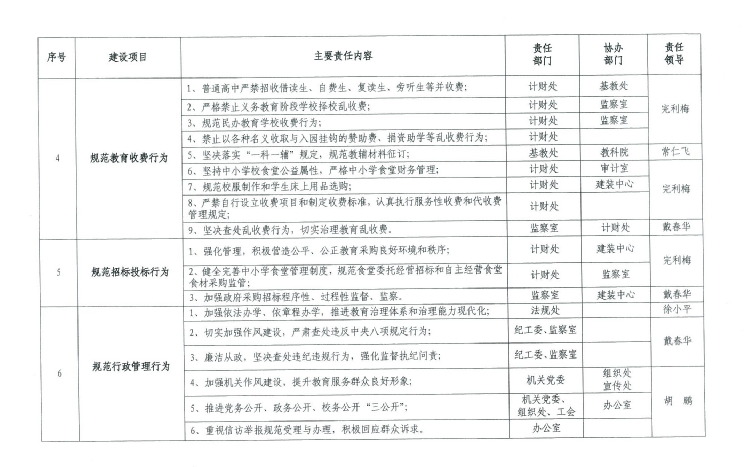 序号 建设项目 主要责任内容 责任部门 协办部门 责任领导
4 规范教育收费行为
1、普通高中严禁招收借读生、自费生、复读生、旁听生等并收费； 计财处 基教处
2、严格禁止义务教育阶段学校择校乱收费； 计财处 监察室 宪利梅
3、规范民办教育学校收费行为； 计财处 监察室
4、禁止以各种名义收取与入园挂钩的赞助费、捐资助学等乱收费行为； 计财处
5、坚决落实“一科一辅”规定，规范教辅材料征订； 基教处 教科院 常仁飞
6、坚持中小学校食堂公益属性，严格中小学食堂财务管理； 计财处 审计室
7、规范校服制作和学生床上用品选购； 计财处 建装中心 宪利梅
8、严禁自行设立收费项目和制定收费标准，认真执行服务性收费和代收费
管理规定； 计财处
9、坚决查处乱收费行为，切实治理教育乱收费。 监察室 计财处 戴春华
5 规范招标投标行为
1、强化管理，积极营造公平、公正教育采购良好环境和秩序； 计财处 建装中心 宪利梅
2、健全完善中小学食堂管理制度，规范食堂委托经营招标和自主经营食堂
食材采购监管； 计财处 监察室
3、加强政府采购招标程序性、过程性监督、监察。 监察室 建装中心 戴春华
6 规范行政管理行为
1、加强依法办学、依章程办学，推进教育治理体系和治理能力现代化； 法规处 徐小平
2、切实加强作风建设，严肃查处违反中央八项规定行为； 纪工委、监察室 戴春华
3、廉洁从政，坚决查处违纪违规行为，强化监督执纪问责； 纪工委、监察室
4、加强机关作风建设，提升教育服务群众良好形象； 机关党委 组织处 宣传处
5、推进党务公开、政务公开、校务公开“三公开”； 机关党委、组织处、工会 办公室 胡 鹏
6、重视信访举报规范受理与办理，积极回应群众诉求。 办公室